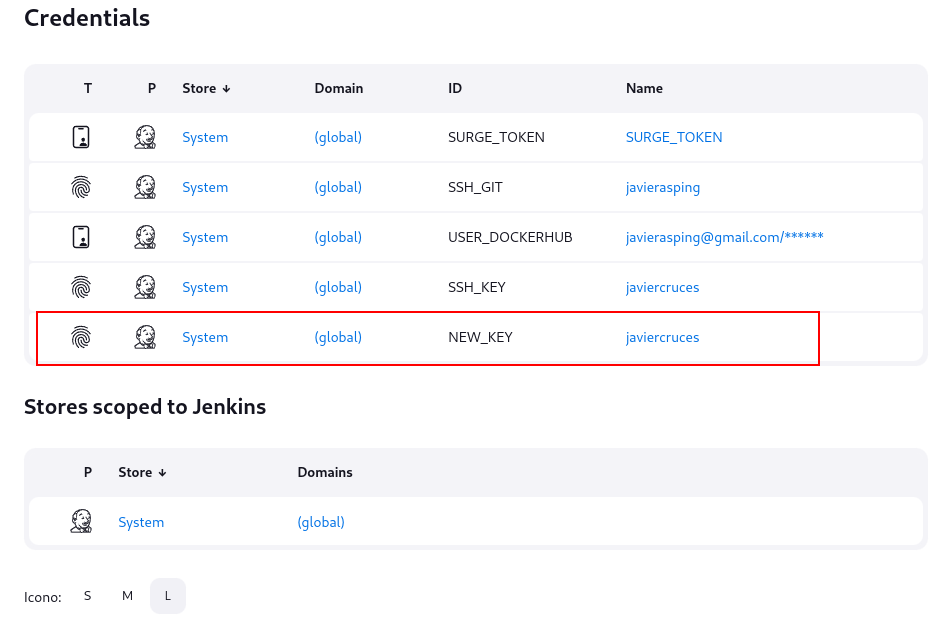 Credentials
T P Store ↓ Domain ID Name
System (global) SURGE_TOKEN SURGE_TOKEN
System (global) SSH_GIT javierasping
System (global) USER_DOCKERHUB javierasping@gmail.com/******
System (global) SSH_KEY javiercruces
System (global) NEW_KEY javiercruces
Stores scoped to Jenkins
P Store ↓ Domains
System (global)
Icono: S M L